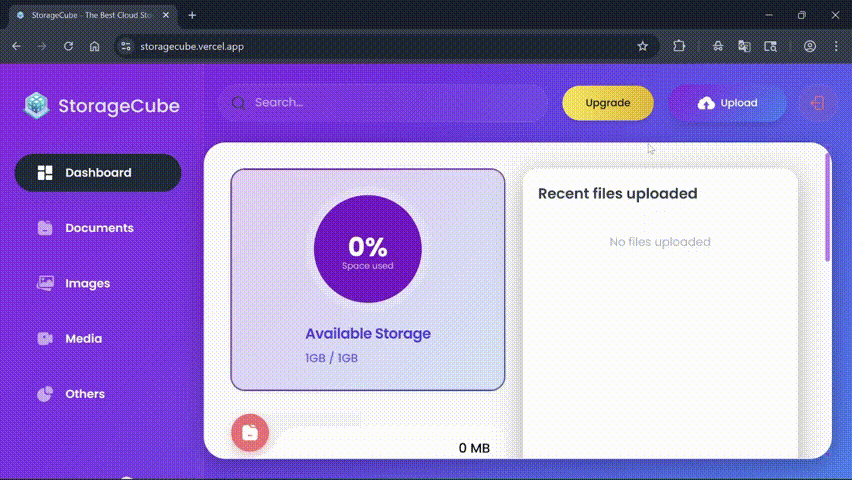 StorageCube - The Best Cloud Sto
storagecube.vercel.app
StorageCube
Search...
Upgrade
Upload
Dashboard
Documents
Images
Media
Others
0%
Space used
Available Storage
1GB / 1GB
0 MB
Recent files uploaded
No files uploaded